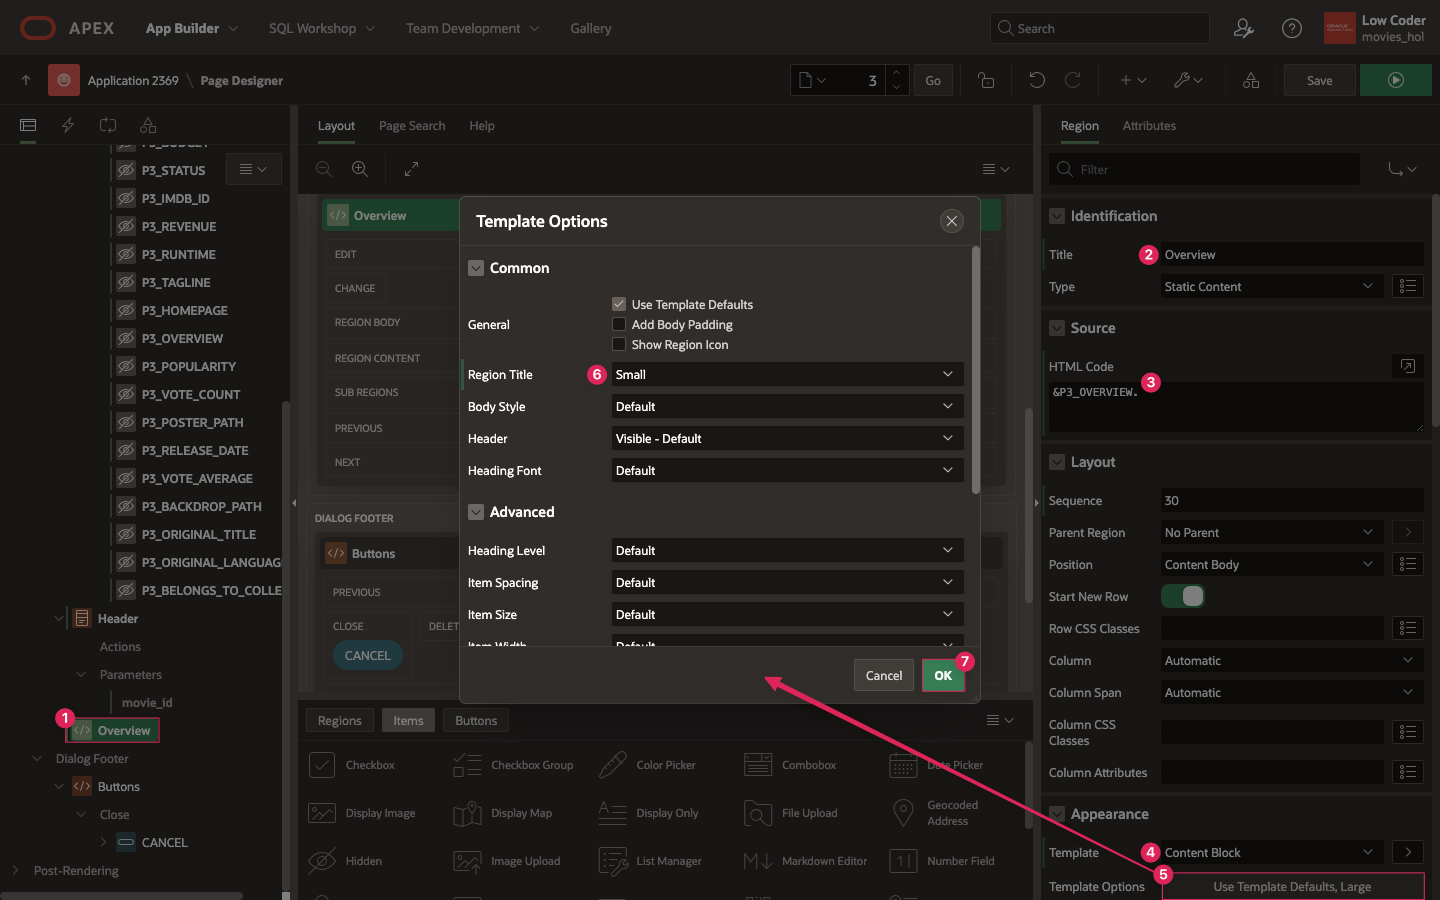 APEX
App Builder
SQL Workshop
Team Development
Gallery
Search
Low Coder
movies_hol
Application 2369 \ Page Designer
3
Go
Save
Layout
Page Search
Help
Region
Attributes
Filter
P3_BUDGET
P3_STATUS
P3_IMDB_ID
P3_REVENUE
P3_RUNTIME
P3_TAGLINE
P3_HOMEPAGE
P3_OVERVIEW
P3_POPULARITY
P3_VOTE_COUNT
P3_POSTER_PATH
P3_RELEASE_DATE
P3_VOTE_AVERAGE
P3_BACKDROP_PATH
P3_ORIGINAL_TITLE
P3_ORIGINAL_LANGUAG
P3_BELONGS_TO_COLLE
Header
Actions
Parameters
movie_id
1
Overview
Dialog Footer
Buttons
Close
CANCEL
Post-Rendering
Overview
EDIT
CHANGE
REGION BODY
REGION CONTENT
SUB REGIONS
PREVIOUS
NEXT
DIALOG FOOTER
Buttons
PREVIOUS
CLOSE
DELET
CANCEL
Template Options
Common
General
Use Template Defaults
Add Body Padding
Show Region Icon
Region Title
6
Small
Body Style
Default
Header
Visible - Default
Heading Font
Default
Advanced
Heading Level
Default
Item Spacing
Default
Item Size
Default
Item Width
Default
Cancel
OK
7
Regions
Items
Buttons
Checkbox
Checkbox Group
Color Picker
Combobox
Date Picker
Display Image
Display Map
Display Only
File Upload
Geocoded
Address
Hidden
Image Upload
List Manager
Markdown Editor
Number Field
Identification
Title
2
Overview
Type
Static Content
Source
HTML Code
&P3_OVERVIEW.
3
Layout
Sequence
30
Parent Region
No Parent
Position
Content Body
Start New Row
Row CSS Classes
Column
Automatic
Column Span
Automatic
Column CSS
Classes
Column Attributes
Appearance
Template
4
Content Block
5
Template Options
Use Template Defaults, Large